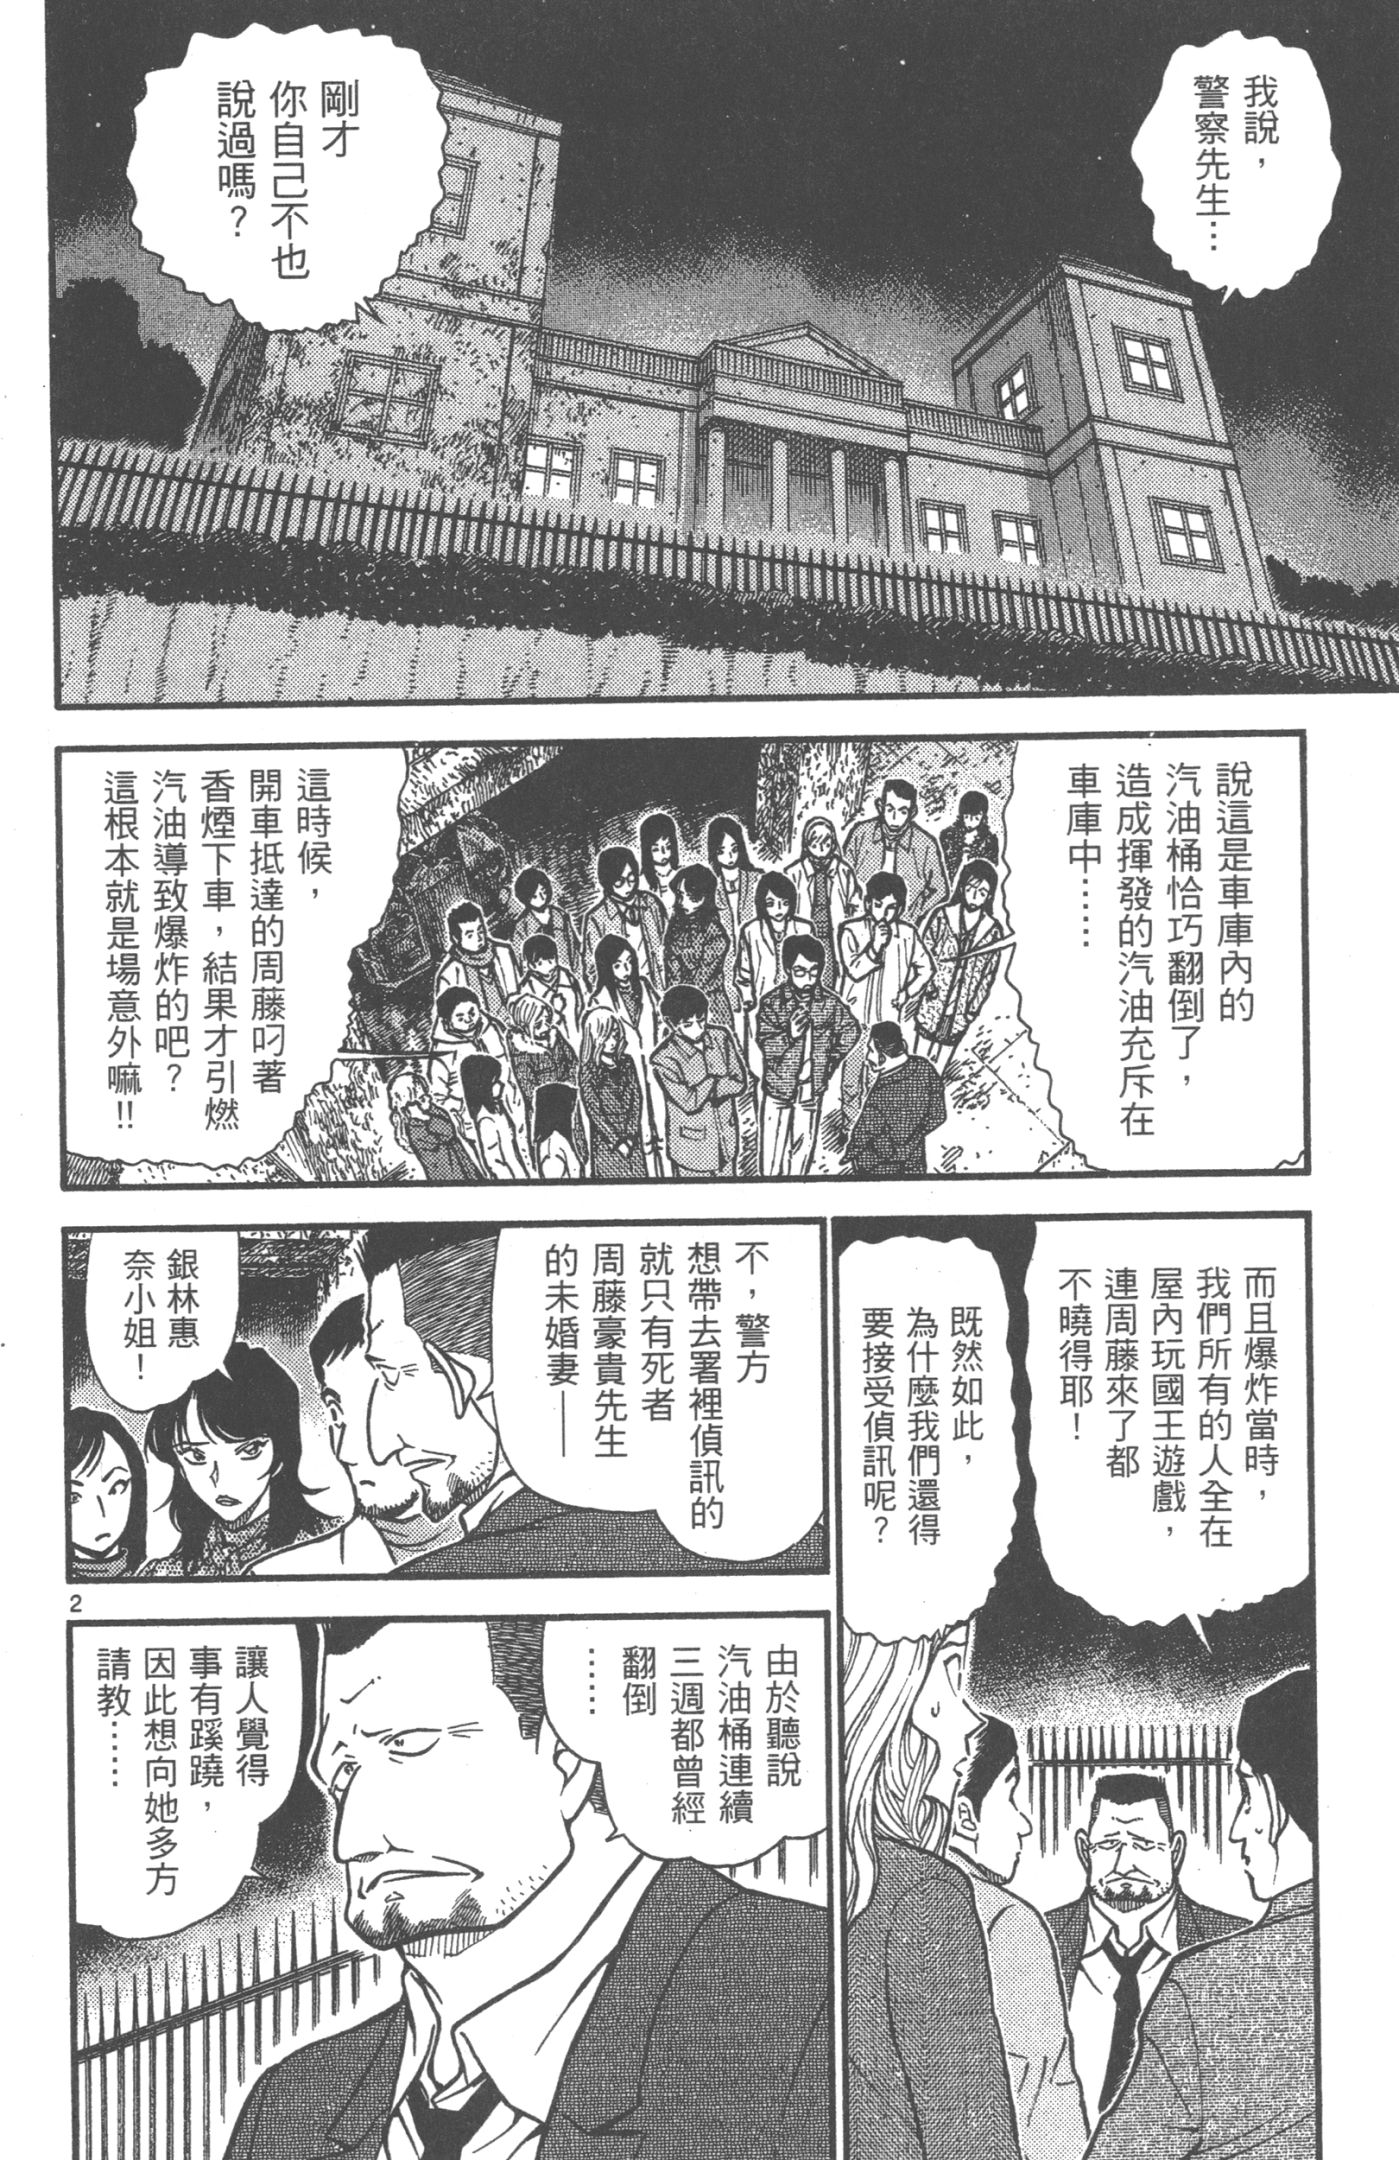 我說，
警察先生…
剛才
你自己不也
說過嗎？
說這是車庫內的
汽油桶恰巧翻倒了，
造成揮發的汽油充斥在
車庫中……
這時候，
開車抵達的周藤叼著
香煙下車，結果才引燃
汽油導致爆炸的吧？
這根本就是場意外嘛!!
而且爆炸當時，
我們所有的人全在
屋內玩國王遊戲，
連周藤來了都
不曉得耶！
既然如此，
為什麼我們還得
要接受偵訊呢？
不，警方
想帶去署裡偵訊的
就只有死者
周藤豪貴先生
的未婚妻——
銀林惠
奈小姐！
由於聽說
汽油桶連續
三週都曾經
翻倒
……
讓人覺得
事有蹊蹺，
因此想向她多方
請教……
2